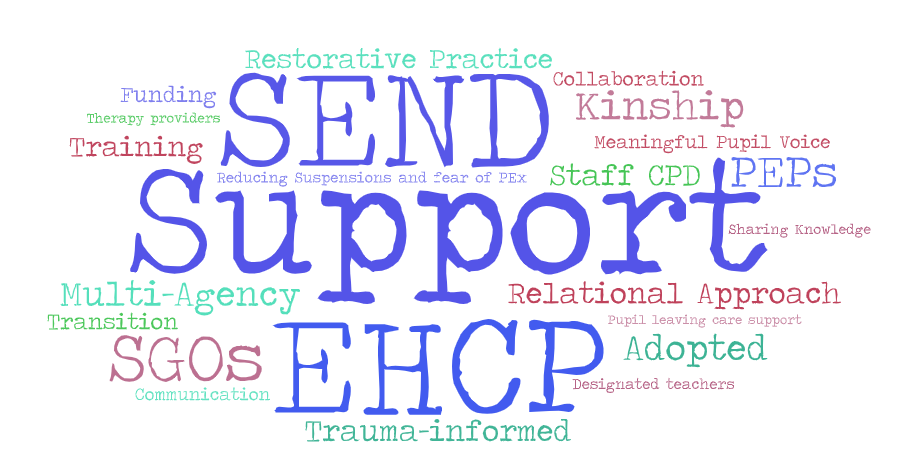 Restorative Practice
SEND
Collaboration
Funding
Kinship
Therapy providers
Training
Meaningful Pupil Voice
Reducing Suspensions and fear of PEx
Staff CPD
PEPs
Support
Sharing Knowledge
Multi-Agency
Relational Approach
Transition
Pupil leaving care support
SGOs
EHCP
Adopted
Designated teachers
Communication
Trauma-informed